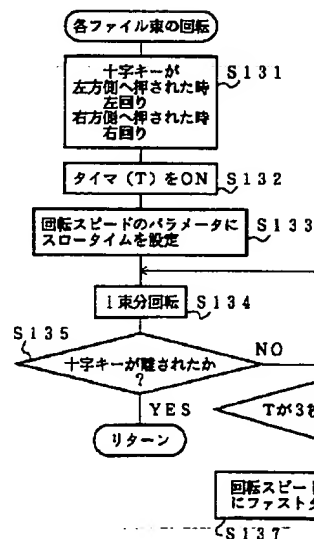 各ファイル束の回転
十字キーが
左方側へ押された時
左回り
右方側へ押された時
右回り
S131
タイマ(T)をON
S132
回転スピードのパラメータに
スロータイムを設定
S133
1束分回転
S134
S135
十字キーが離されたか
?
NO
YES
リターン
Tが3
回転スピー
にファスト
S137